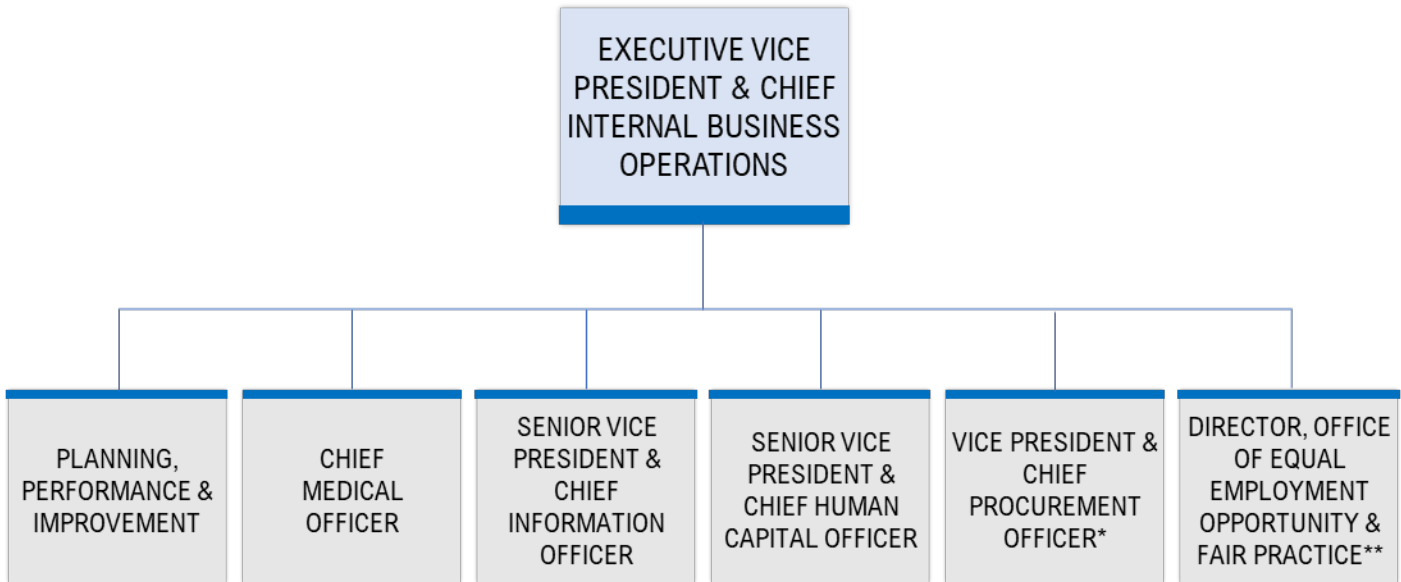 EXECUTIVE VICE
PRESIDENT & CHIEF
INTERNAL BUSINESS
OPERATIONS
PLANNING,
PERFORMANCE &
IMPROVEMENT
CHIEF
MEDICAL
OFFICER
SENIOR VICE
PRESIDENT &
CHIEF
INFORMATION
OFFICER
SENIOR VICE
PRESIDENT &
CHIEF HUMAN
CAPITAL OFFICER
VICE PRESIDENT &
CHIEF
PROCUREMENT
OFFICER*
DIRECTOR, OFFICE
OF EQUAL
EMPLOYMENT
OPPORTUNITY &
FAIR PRACTICE**